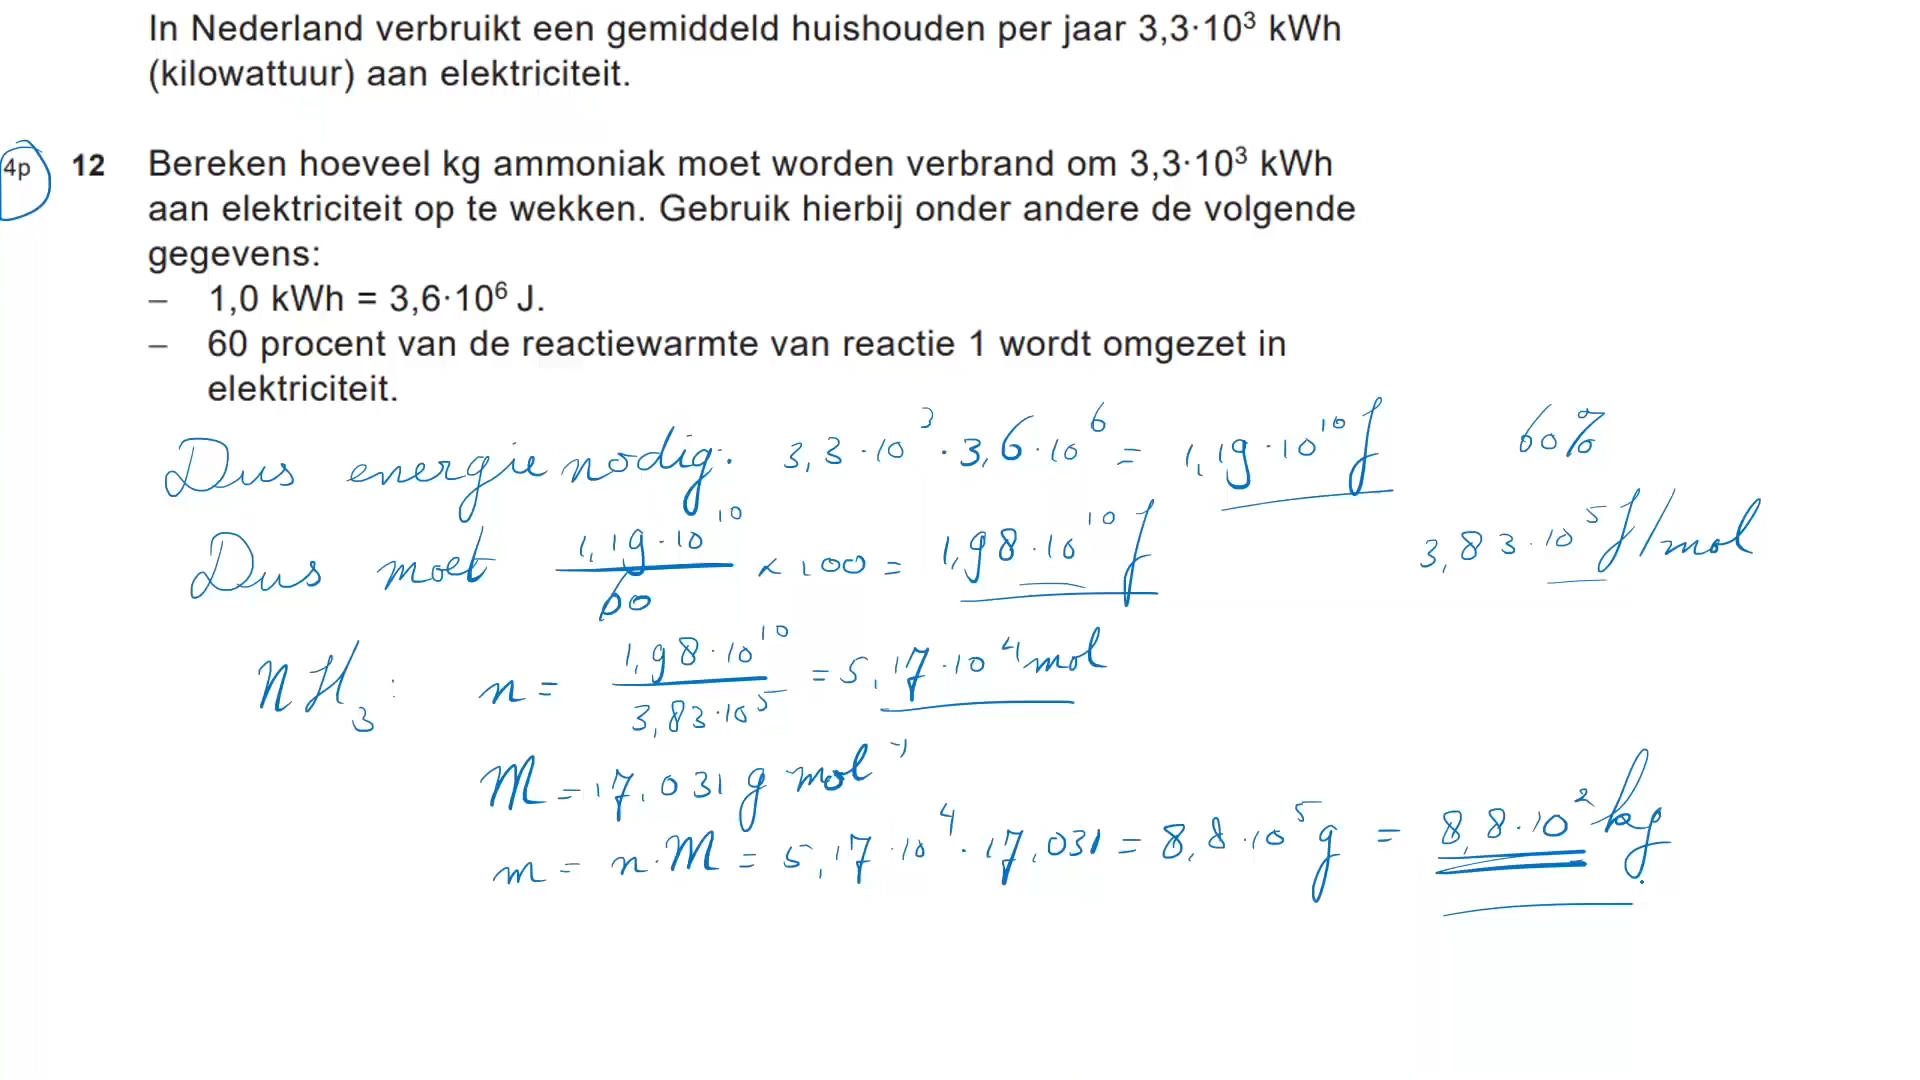 In Nederland verbruikt een gemiddeld huishouden per jaar 3,3·10³ kWh
(kilowattuur) aan elektriciteit.
4p 12 Bereken hoeveel kg ammoniak moet worden verbrand om 3,3·10³ kWh
aan elektriciteit op te wekken. Gebruik hierbij onder andere de volgende
gegevens:
– 1,0 kWh = 3,6·10⁶ J.
– 60 procent van de reactiewarmte van reactie 1 wordt omgezet in
elektriciteit.
Dus energie nodig: 3,3·10³ · 3,6·10⁶ = 1,19·10¹⁰ J 60%
Dus moet 1,19·10¹⁰/60 × 100 = 1,98·10¹⁰ J 3,83·10⁵ J/mol
NH₃: n = 1,98·10¹⁰/3,83·10⁵ = 5,17·10⁴ mol
M = 17,031 g mol⁻¹
m = n·M = 5,17·10⁴ · 17,031 = 8,8·10⁵ g = 8,8·10² kg